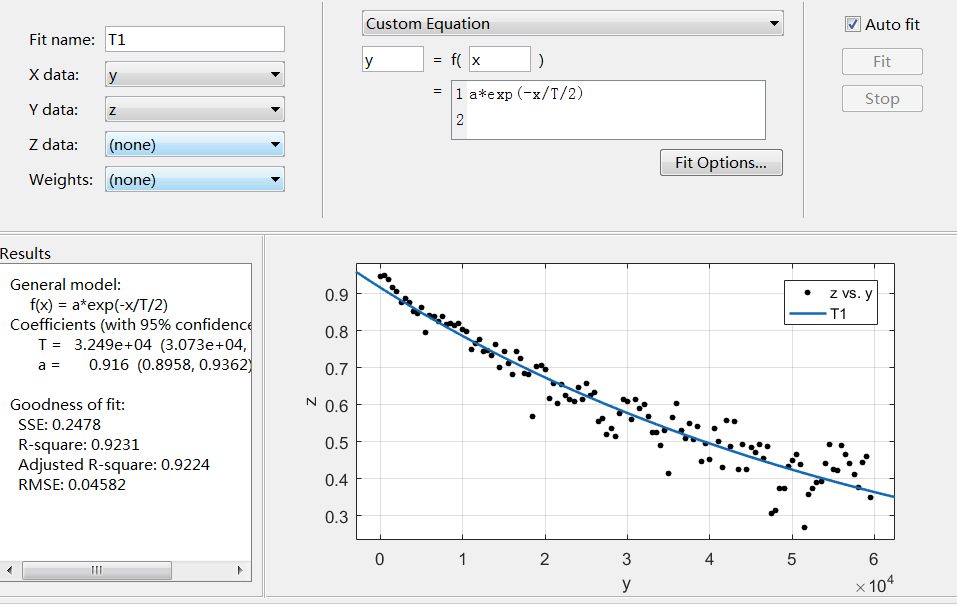 Fit name: T1
X data: y
Y data: z
Z data: (none)
Weights: (none)
Custom Equation
y = f( x )
= 1 a*exp(-x/T/2)
2
Fit Options...
Auto fit
Fit
Stop
Results
General model:
f(x) = a*exp(-x/T/2)
Coefficients (with 95% confidence
T = 3.249e+04 (3.073e+04,
a = 0.916 (0.8958, 0.9362)
Goodness of fit:
SSE: 0.2478
R-square: 0.9231
Adjusted R-square: 0.9224
RMSE: 0.04582
z vs. y
T1
0.9
0.8
0.7
0.6
0.5
0.4
0.3
z
0 1 2 3 4 5 6
y
×10⁴